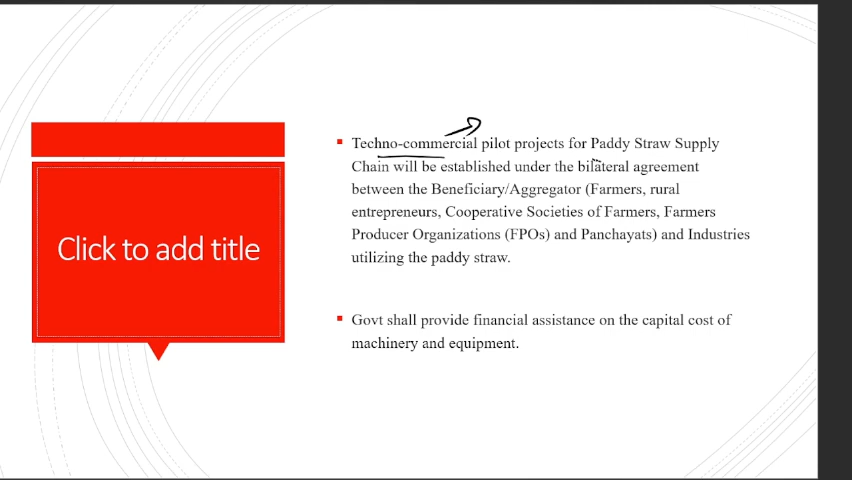 Click to add title
Techno-commercial pilot projects for Paddy Straw Supply
Chain will be established under the bilateral agreement
between the Beneficiary/Aggregator (Farmers, rural
entrepreneurs, Cooperative Societies of Farmers, Farmers
Producer Organizations (FPOs) and Panchayats) and Industries
utilizing the paddy straw.
Govt shall provide financial assistance on the capital cost of
machinery and equipment.